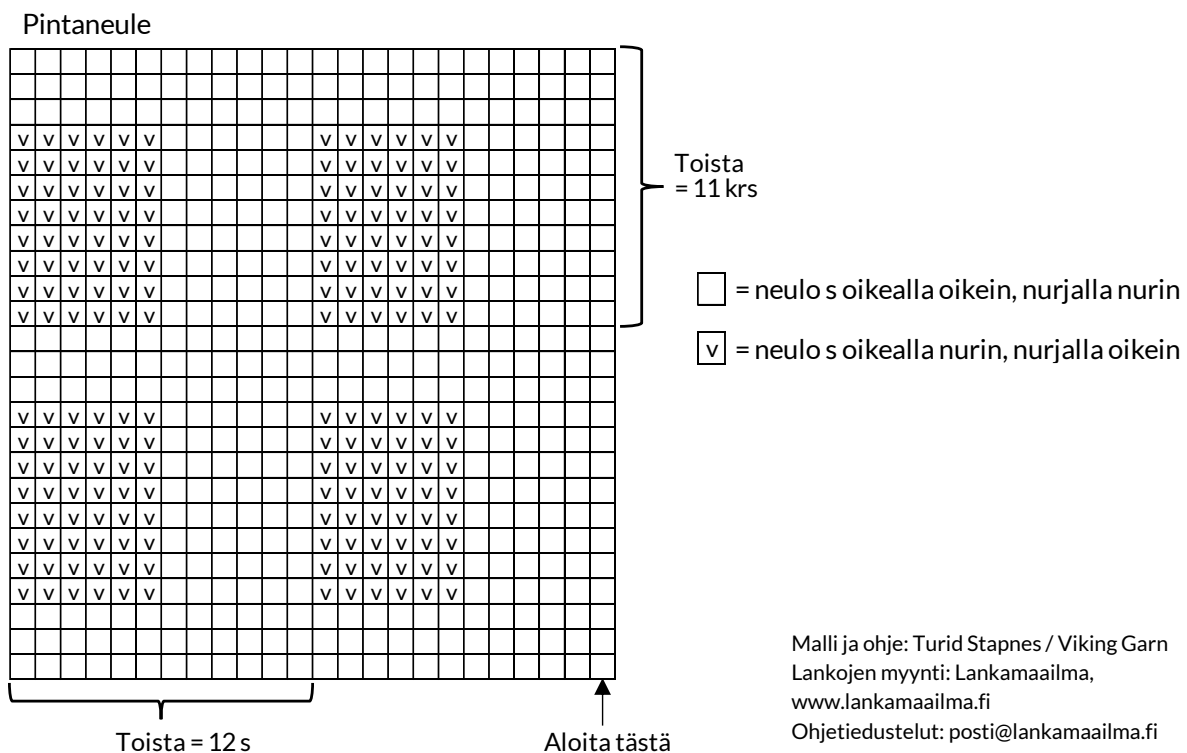 Pintaneule
v v v v v v v v v v v v
v v v v v v v v v v v v
v v v v v v v v v v v v
v v v v v v v v v v v v
v v v v v v v v v v v v
v v v v v v v v v v v v
v v v v v v v v v v v v
v v v v v v v v v v v v
Toista
= 11 krs
= neulo s oikealla oikein, nurjalla nurin
v = neulo s oikealla nurin, nurjalla oikein
v v v v v v v v v v v v
v v v v v v v v v v v v
v v v v v v v v v v v v
v v v v v v v v v v v v
v v v v v v v v v v v v
v v v v v v v v v v v v
v v v v v v v v v v v v
v v v v v v v v v v v v
Toista = 12 s
Aloita tästä
Malli ja ohje: Turid Stapnes / Viking Garn
Lankojen myynti: Lankamaailma,
www.lankamaailma.fi
Ohjetiedustelut: posti@lankamaailma.fi